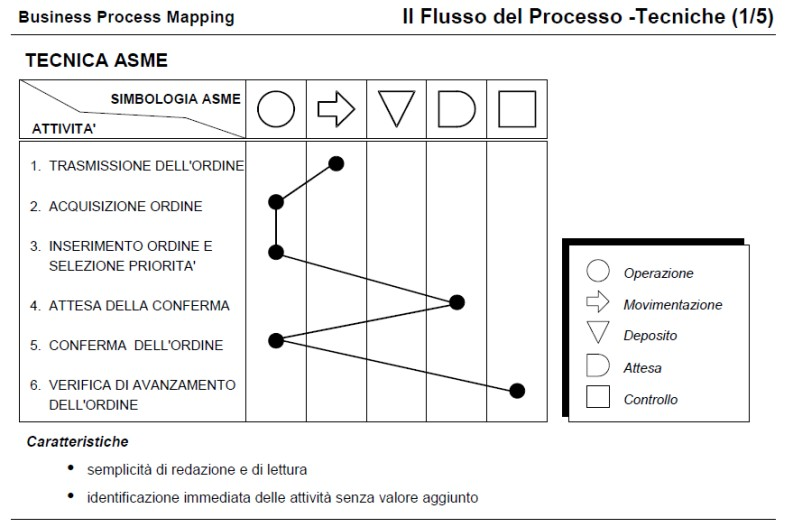 Business Process Mapping
Il Flusso del Processo -Tecniche (1/5)
TECNICA ASME
SIMBOLOGIA ASME
ATTIVITA'
1. TRASMISSIONE DELL'ORDINE
2. ACQUISIZIONE ORDINE
3. INSERIMENTO ORDINE E
SELEZIONE PRIORITA'
4. ATTESA DELLA CONFERMA
5. CONFERMA DELL'ORDINE
6. VERIFICA DI AVANZAMENTO
DELL'ORDINE
Operazione
Movimentazione
Deposito
Attesa
Controllo
Caratteristiche
• semplicità di redazione e di lettura
• identificazione immediata delle attività senza valore aggiunto